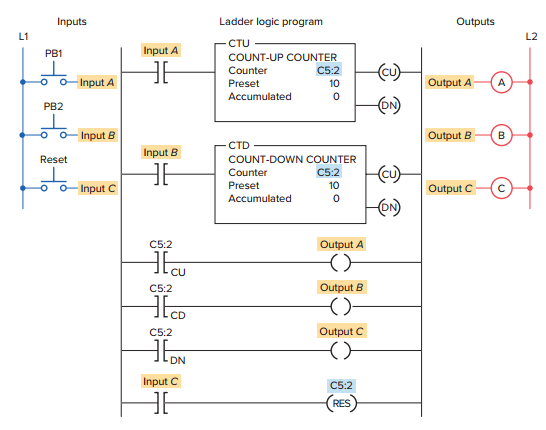 Inputs
Ladder logic program
Outputs
L1
L2
PB1
Input A
Input A
CTU
COUNT-UP COUNTER
Counter C5:2
Preset 10
Accumulated 0
CU
DN
Output A
A
PB2
Input B
Input B
CTD
COUNT-DOWN COUNTER
Counter C5:2
Preset 10
Accumulated 0
CU
DN
Output B
B
Reset
Input C
Output C
C
C5:2
CU
Output A
C5:2
CD
Output B
C5:2
DN
Output C
Input C
C5:2
RES